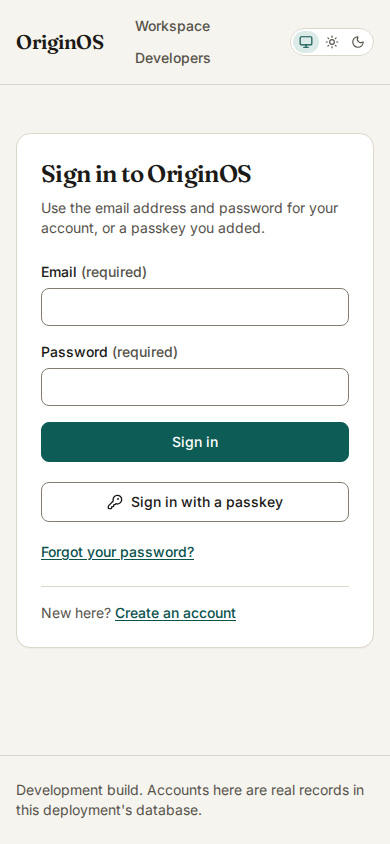 OriginOS
Workspace
Developers
Sign in to OriginOS
Use the email address and password for your
account, or a passkey you added.
Email (required)
Password (required)
Sign in
Sign in with a passkey
Forgot your password?
New here? Create an account
Development build. Accounts here are real records in
this deployment's database.